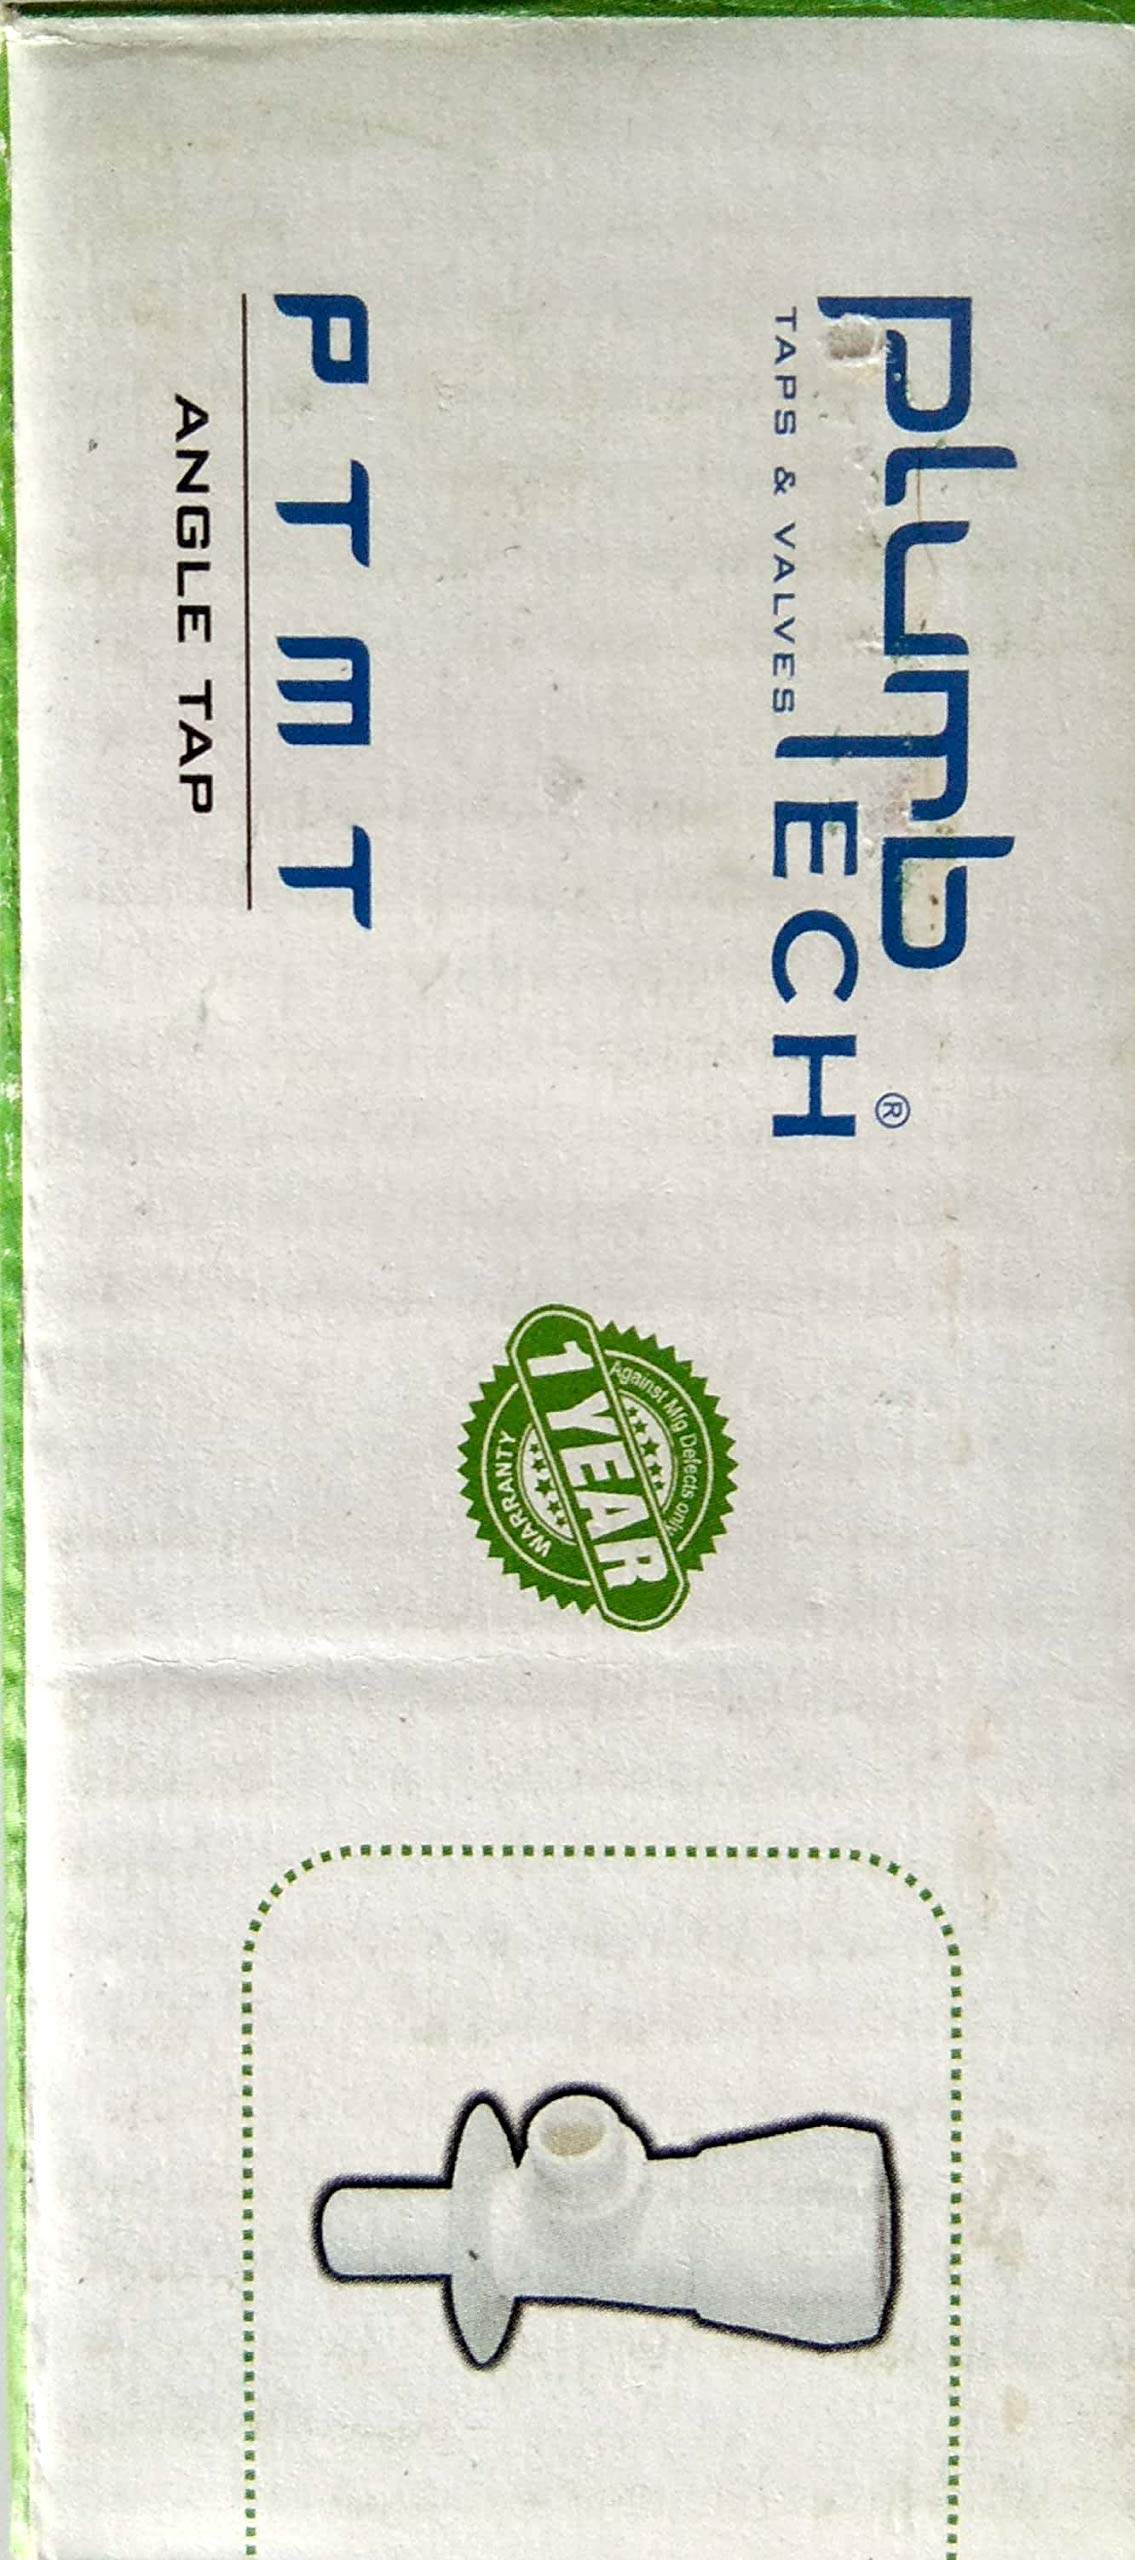 Plumb
TAPS & VALVES TECH®
PTMT
ANGLE TAP
Against Mfg Defects only
1 YEAR
WARRANTY